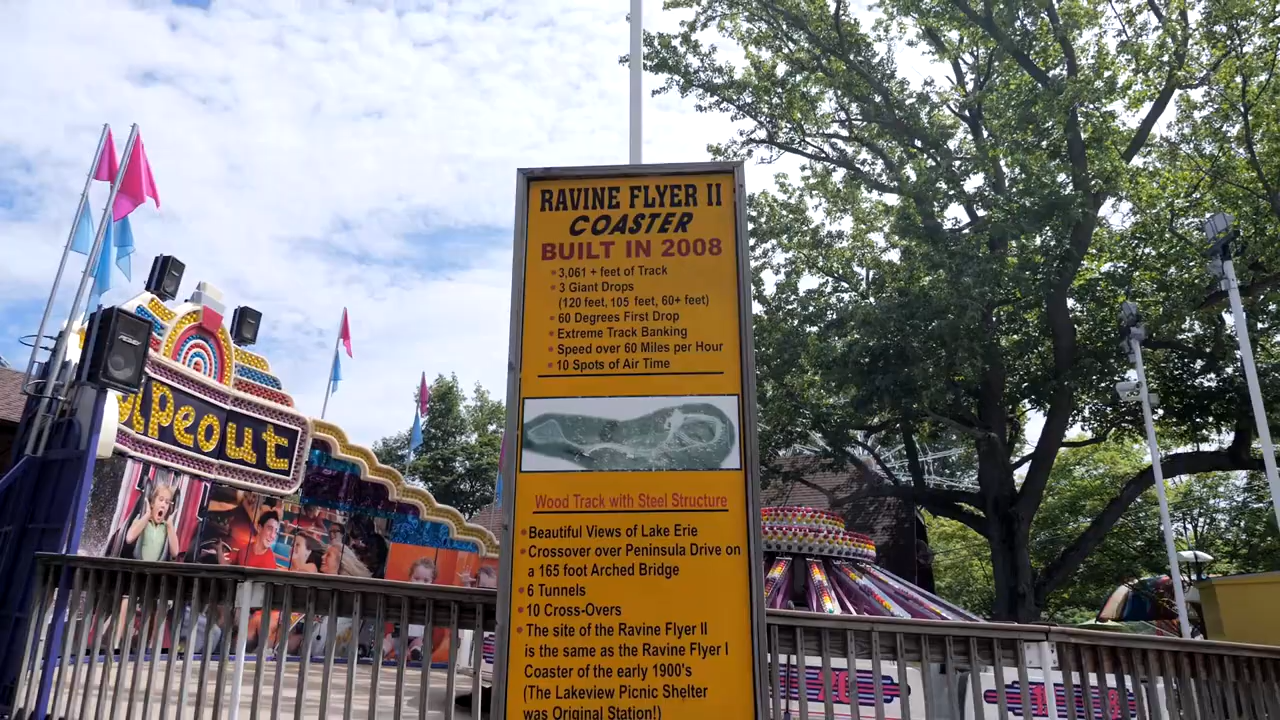 RAVINE FLYER II
COASTER
BUILT IN 2008
3,061 + feet of Track
3 Giant Drops
(120 feet, 105 feet, 60+ feet)
60 Degrees First Drop
Extreme Track Banking
Speed over 60 Miles per Hour
10 Spots of Air Time
Wood Track with Steel Structure
Beautiful Views of Lake Erie
Crossover over Peninsula Drive on
a 165 foot Arched Bridge
6 Tunnels
10 Cross-Overs
The site of the Ravine Flyer II
is the same as the Ravine Flyer I
Coaster of the early 1900's
(The Lakeview Picnic Shelter
was Original Station!)
ipeout